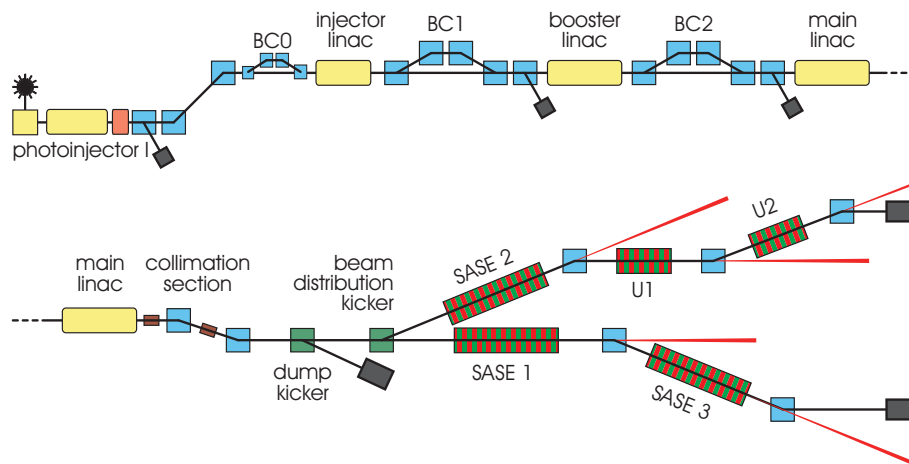 injector
linac
BC0
BC1
booster
linac
BC2
main
linac
photoinjector I
main
linac
collimation
section
beam
distribution
kicker
dump
kicker
SASE 2
U1
U2
SASE 1
SASE 3